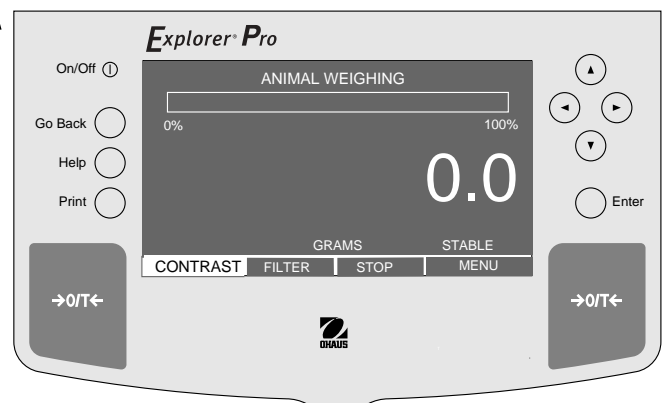 Explorer® Pro
On/Off
ANIMAL WEIGHING
Go Back
0% 100%
Help
0.0
Print
Enter
GRAMS STABLE
CONTRAST FILTER STOP MENU
→0/T← →0/T←
OHAUS